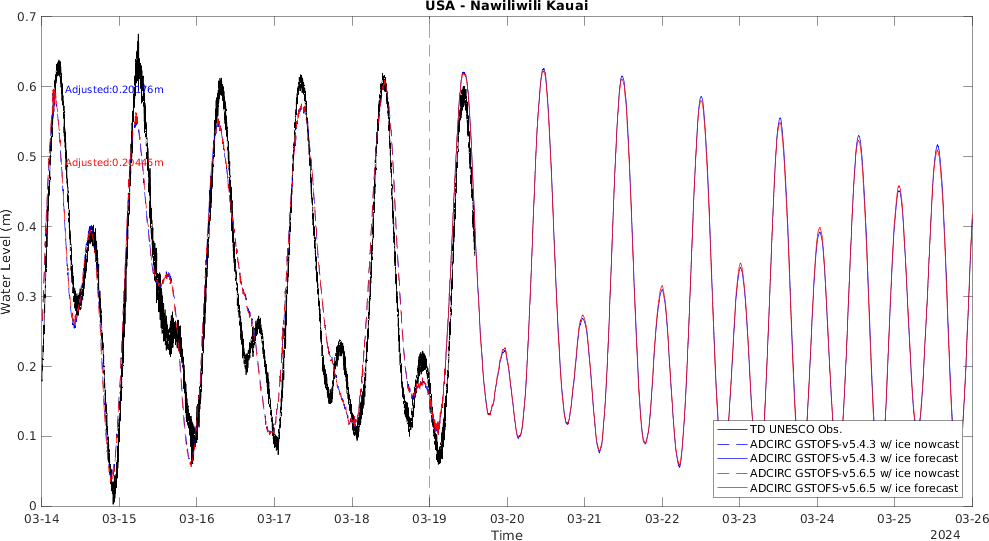 USA - Nawiliwili Kauai
0.7
0.6
0.5
0.4
0.3
0.2
0.1
0
Water Level (m)
Adjusted:0.20176m
Adjusted:0.20445m
TD UNESCO Obs.
ADCIRC GSTOFS-v5.4.3 w/ ice nowcast
ADCIRC GSTOFS-v5.4.3 w/ ice forecast
ADCIRC GSTOFS-v5.6.5 w/ ice nowcast
ADCIRC GSTOFS-v5.6.5 w/ ice forecast
03-14 03-15 03-16 03-17 03-18 03-19 03-20 03-21 03-22 03-23 03-24 03-25 03-26
Time
2024